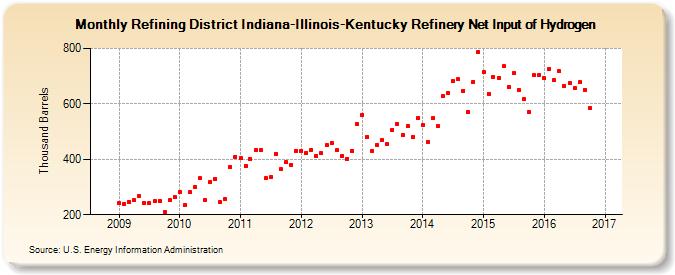 Monthly Refining District Indiana-Illinois-Kentucky Refinery Net Input of Hydrogen
Thousand Barrels
800
600
400
200
2009 2010 2011 2012 2013 2014 2015 2016 2017
Source: U.S. Energy Information Administration